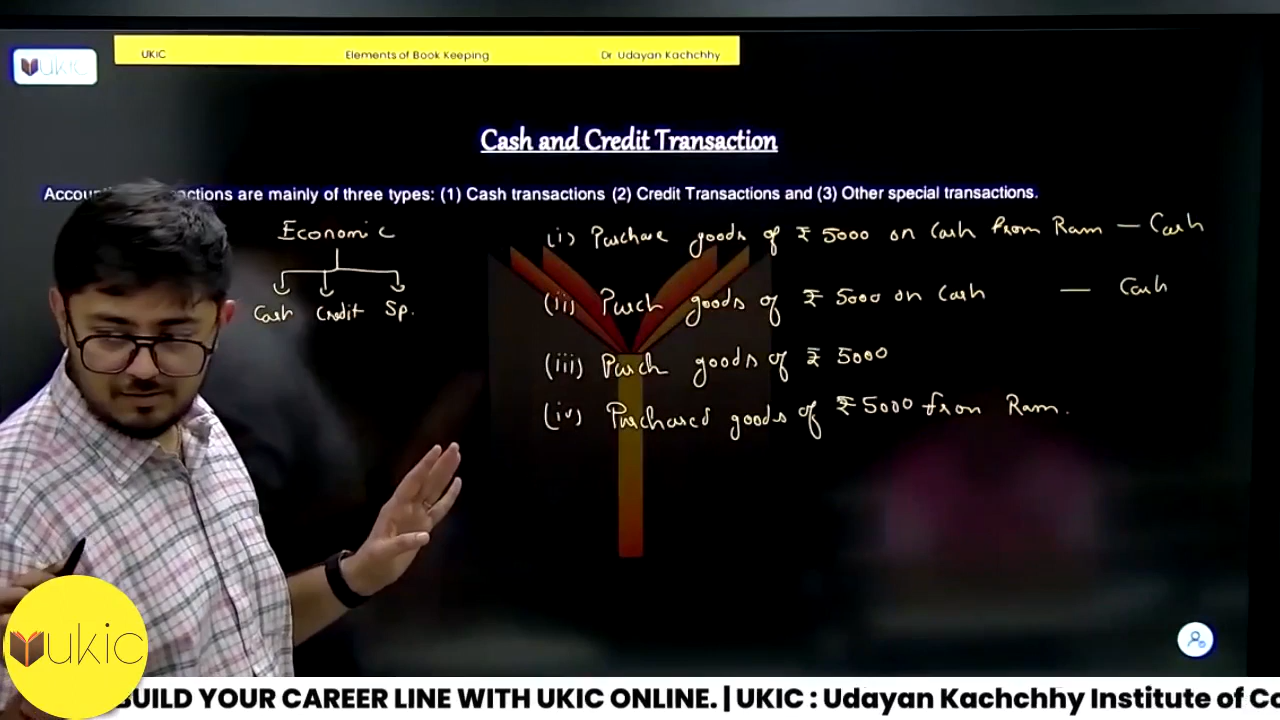 UKIC Elements of Book Keeping Dr. Udayan Kachchhy
ukic
Cash and Credit Transaction
actions are mainly of three types: (1) Cash transactions (2) Credit Transactions and (3) Other special transactions.
Economic
Cash Credit Sp.
(i) Purchase goods of ₹ 5000 on Cash from Ram — Cash
(ii) Purch goods of ₹ 5000 on Cash — Cash
(iii) Purch goods of ₹ 5000
(iv) Purchased goods of ₹ 5000 from Ram.
ukic
BUILD YOUR CAREER LINE WITH UKIC ONLINE. | UKIC : Udayan Kachchhy Institute of Co